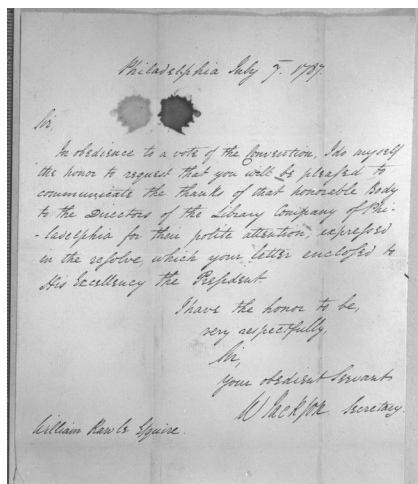 Philadelphia July 7. 1787.
Sir,
In obedience to a vote of the Convention, I do myself
the honor to request that you will be pleased to
communicate the thanks of that honorable Body
to the Directors of the Library Company of Phi-
-ladelphia for their polite attention expressed
in the resolve, which your letter enclosed to
His Excellency the President.
I have the honor to be,
very respectfully,
Sir,
Your obedient Servant
W Jackson Secretary.
William Rawle Esquire.